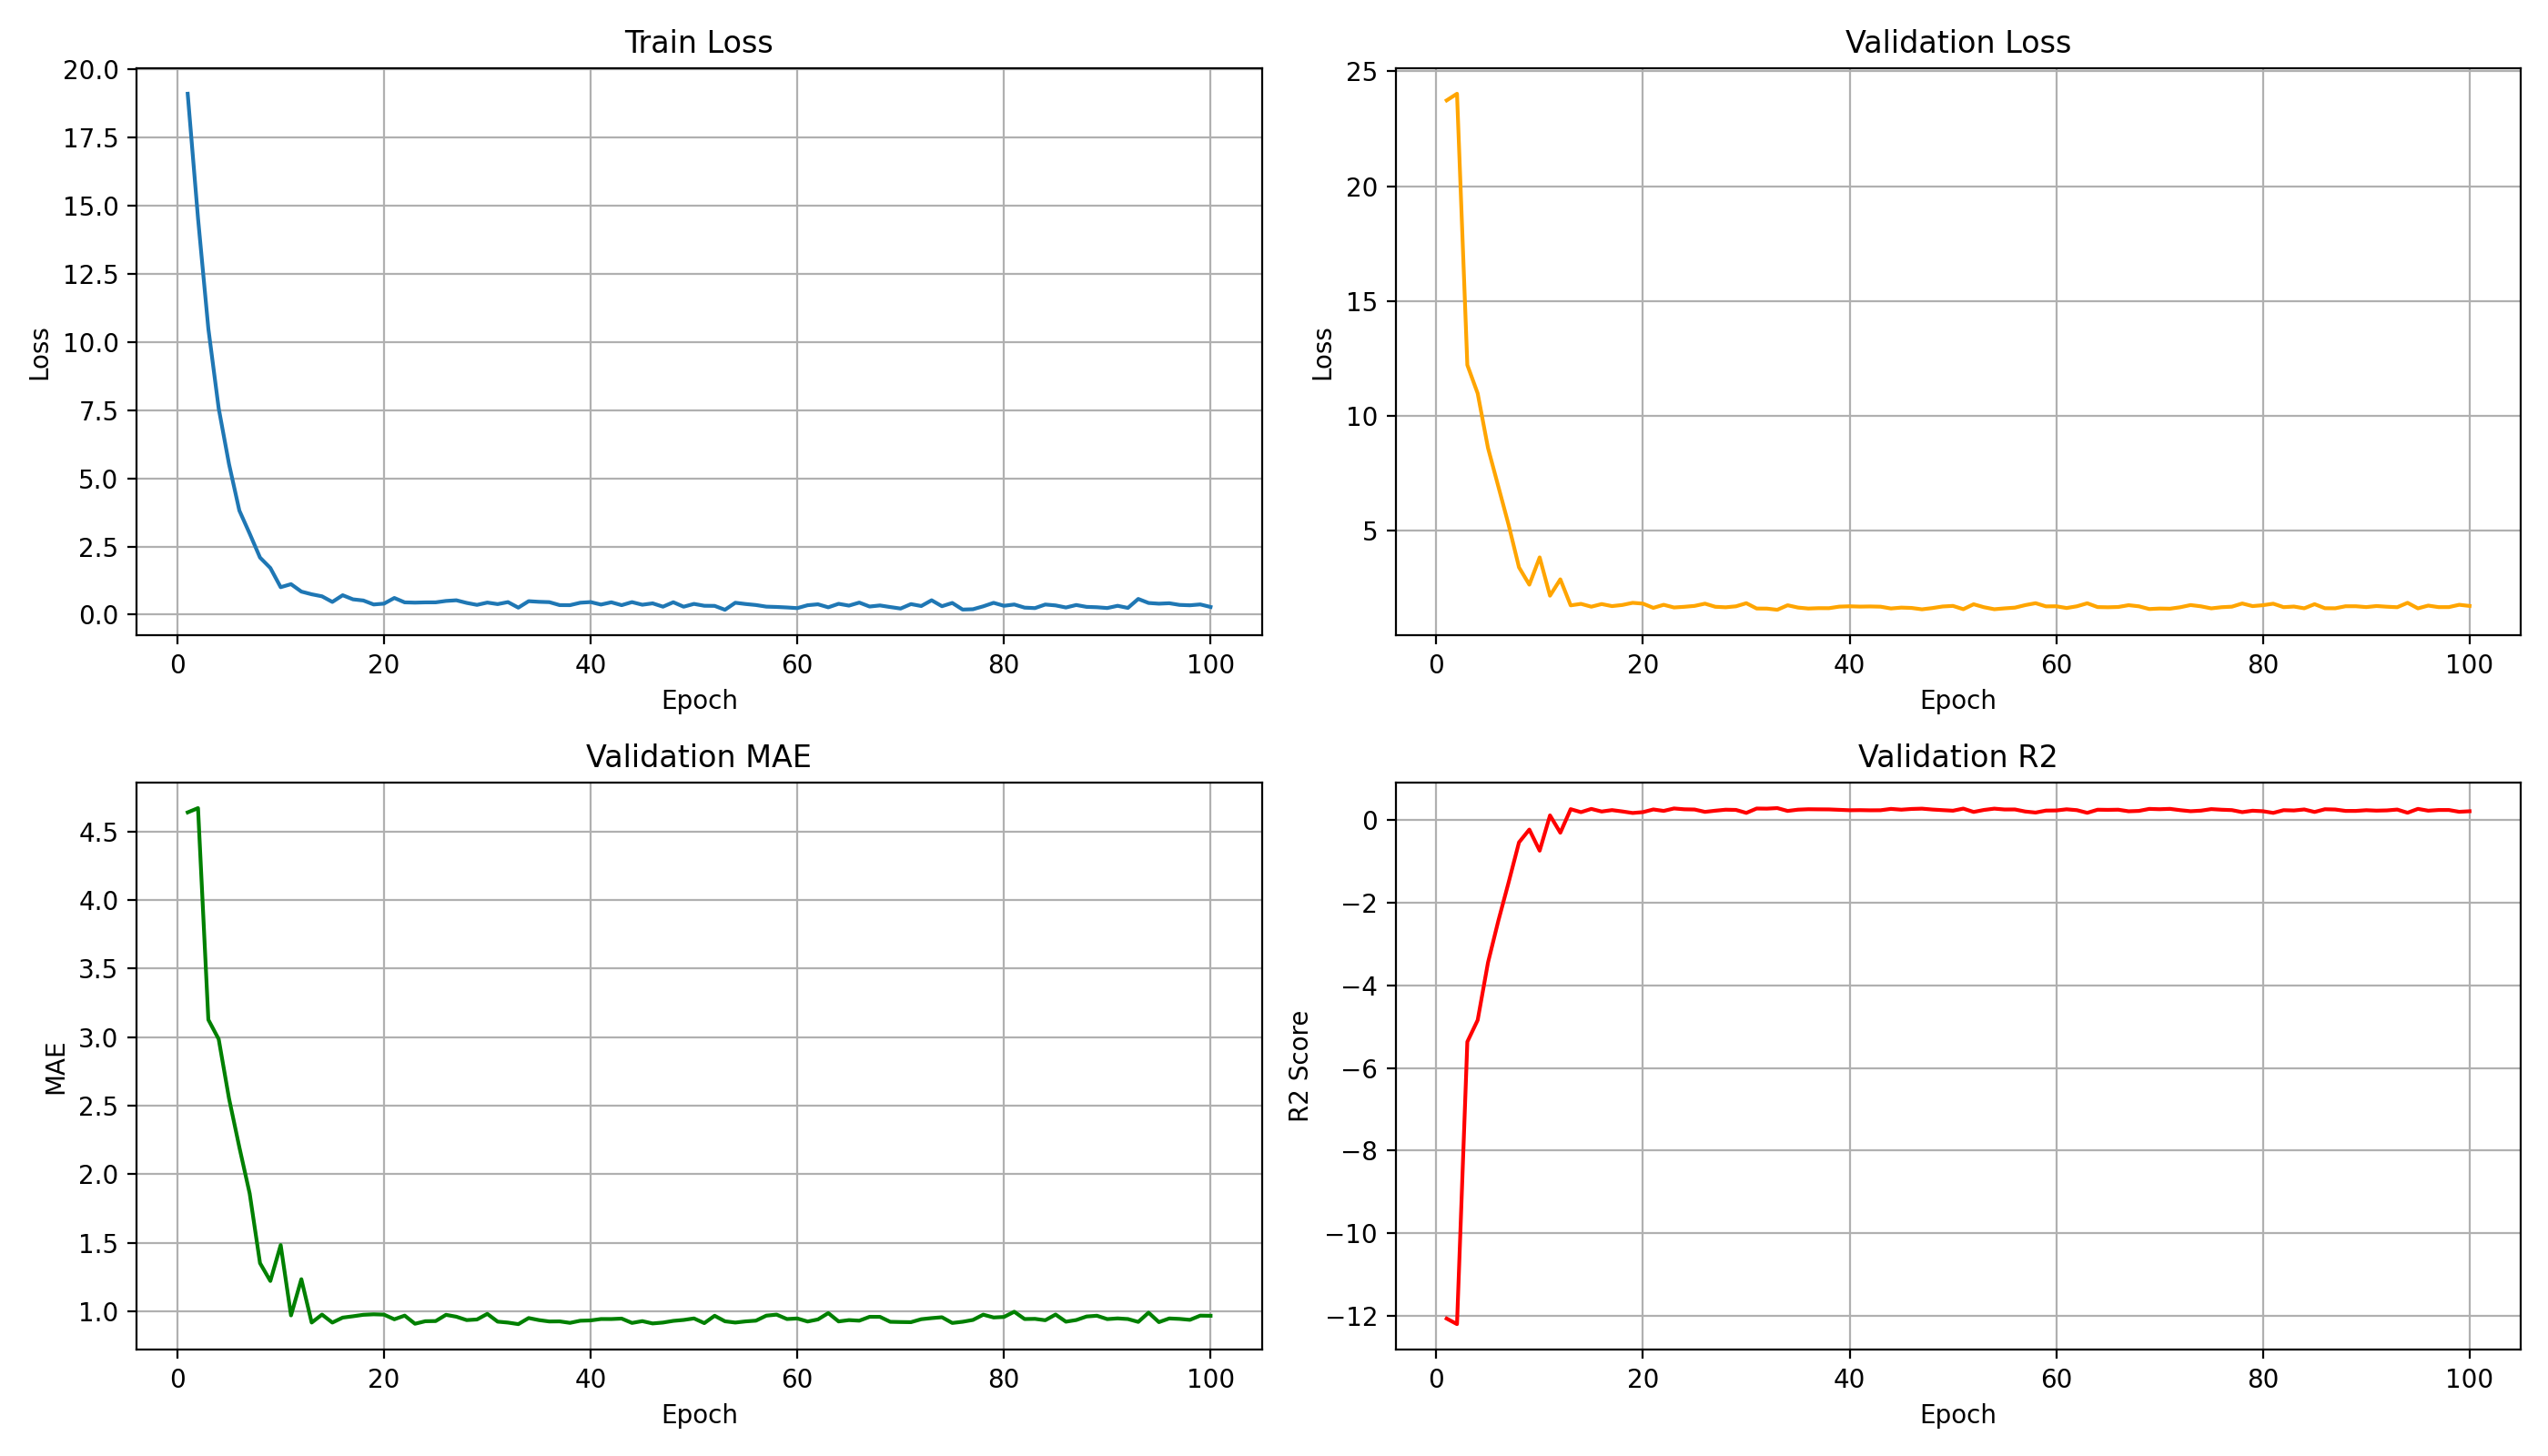 Train Loss
20.0
17.5
15.0
12.5
10.0
7.5
5.0
2.5
0.0
Loss
0 20 40 60 80 100
Epoch
Validation Loss
25
20
15
10
5
Loss
0 20 40 60 80 100
Epoch
Validation MAE
4.5
4.0
3.5
3.0
2.5
2.0
1.5
1.0
MAE
0 20 40 60 80 100
Epoch
Validation R2
0
−2
−4
−6
−8
−10
−12
R2 Score
0 20 40 60 80 100
Epoch